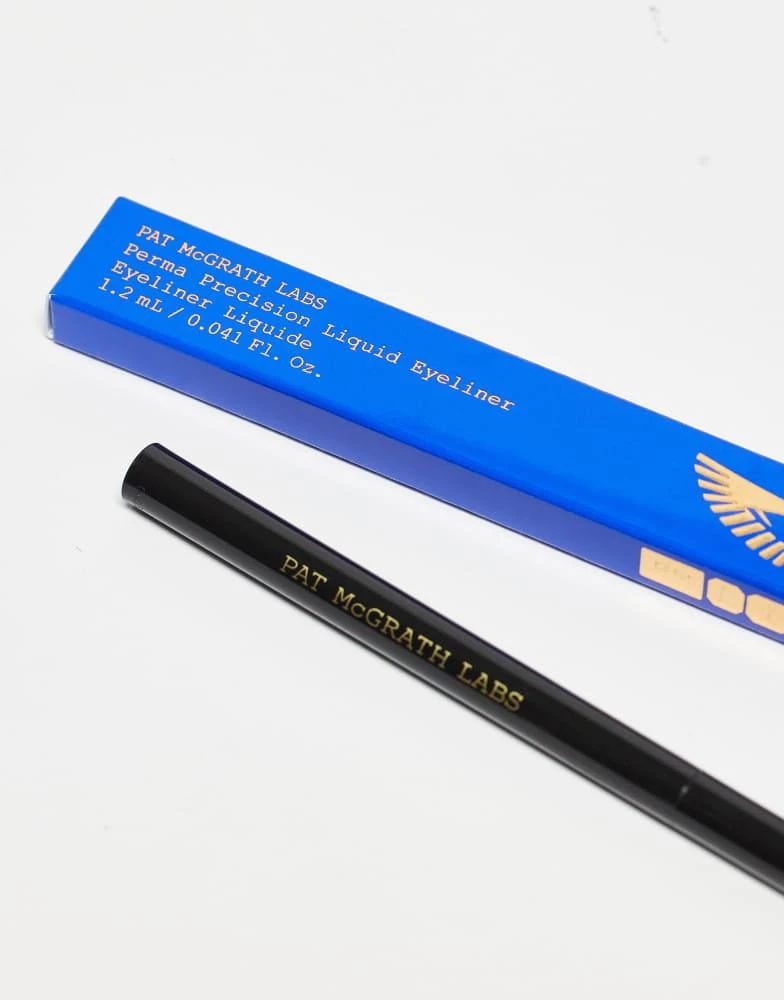 PAT McGRATH LABS
Perma Precision Liquid Eyeliner
Eyeliner Liquide
1.2 mL / 0.041 Fl. Oz.
PAT McGRATH LABS